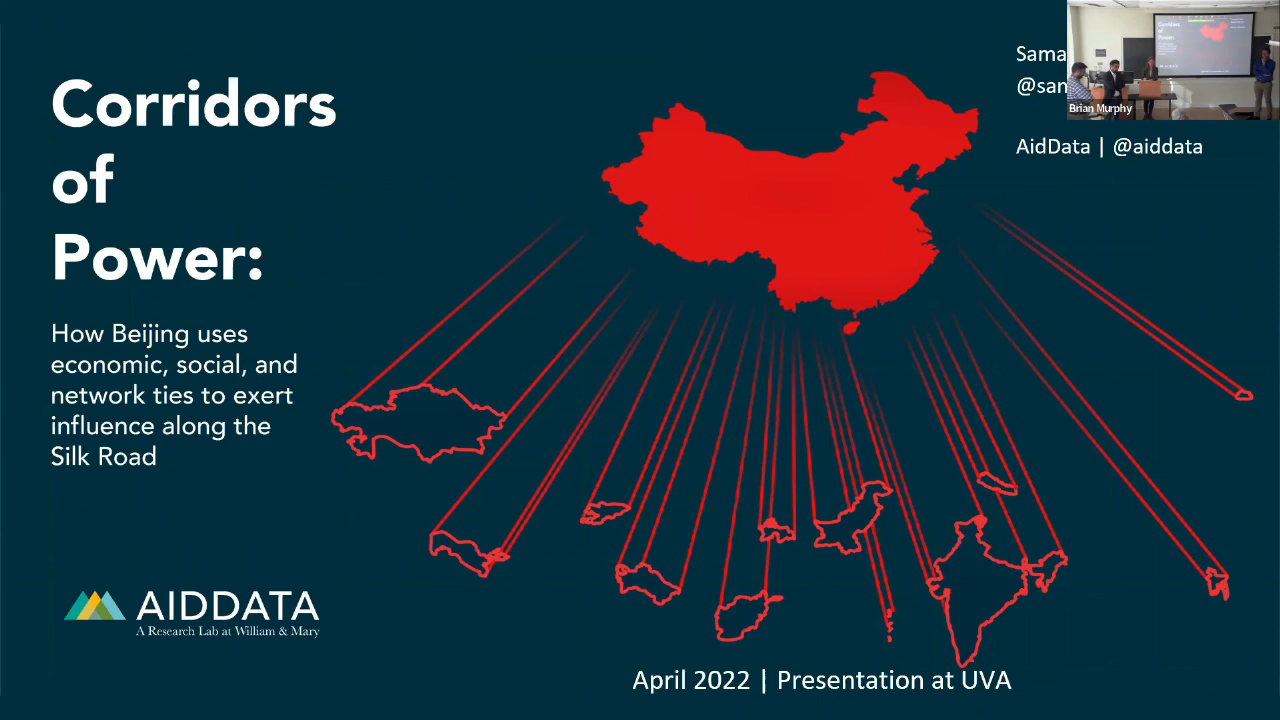 Corridors
of
Power:
How Beijing uses
economic, social, and
network ties to exert
influence along the
Silk Road
AIDDATA
A Research Lab at William & Mary
AidData | @aiddata
Brian Murphy
April 2022 | Presentation at UVA